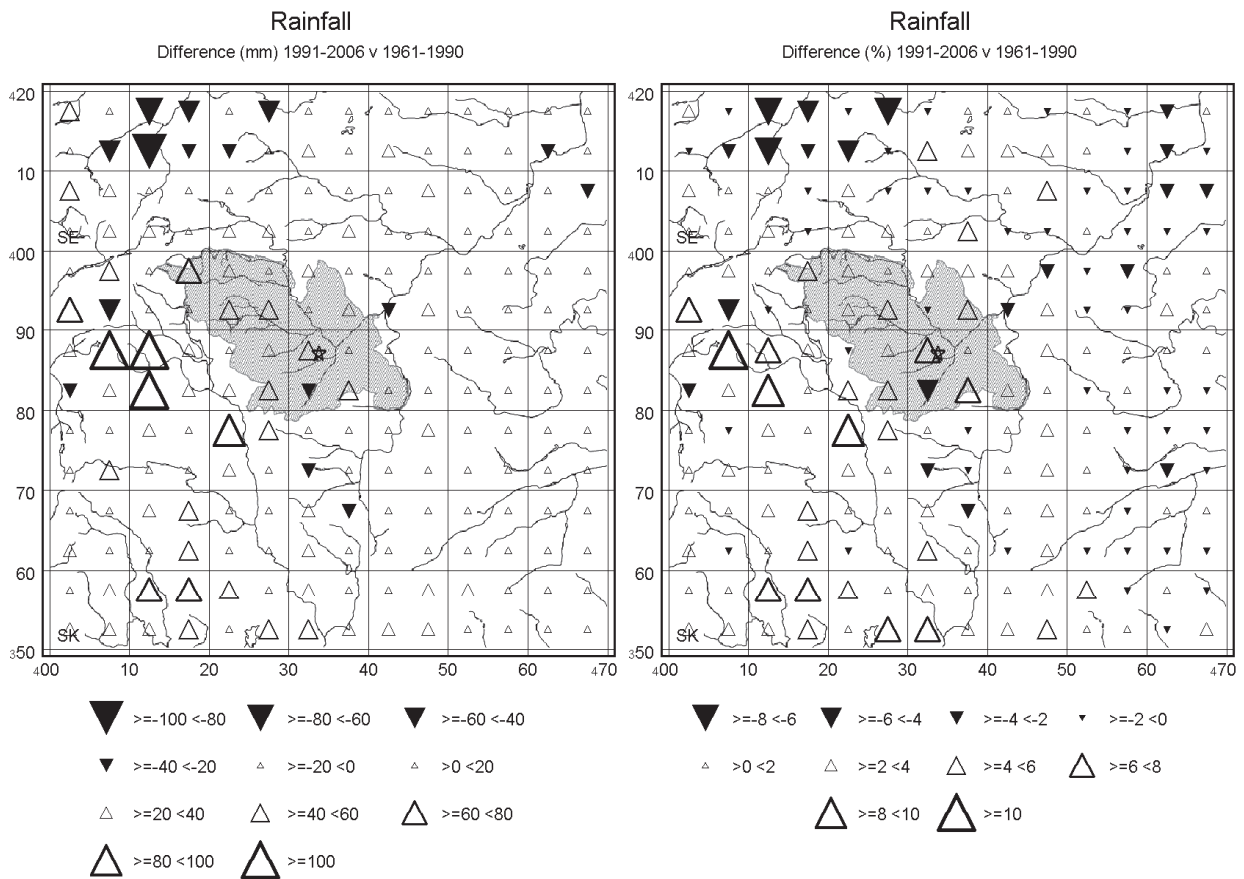 Rainfall
Difference (mm) 1991-2006 v 1961-1990
420
10
SE
400
90
80
70
60
SK
350
400 10 20 30 40 50 60 470
>=-100 <-80 >=-80 <-60 >=-60 <-40
>=-40 <-20 >=-20 <0 >0 <20
>=20 <40 >=40 <60 >=60 <80
>=80 <100 >=100
Rainfall
Difference (%) 1991-2006 v 1961-1990
420
10
SE
400
90
80
70
60
SK
350
400 10 20 30 40 50 60 470
>=-8 <-6 >=-6 <-4 >=-4 <-2 >=-2 <0
>0 <2 >=2 <4 >=4 <6 >=6 <8
>=8 <10 >=10